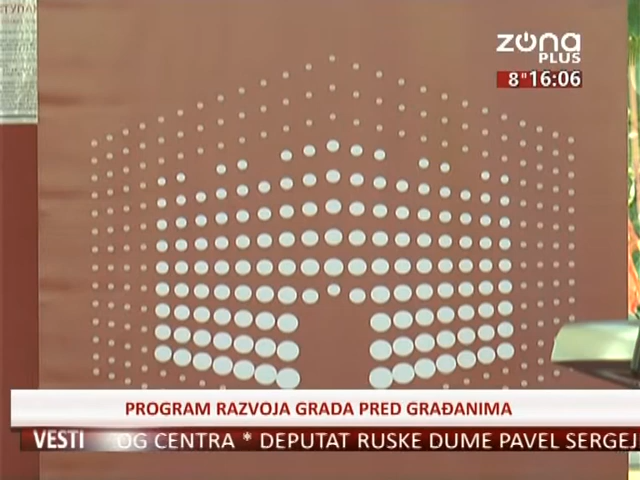 ZONA
PLUS
8° 16:06
PROGRAM RAZVOJA GRADA PRED GRAĐANIMA
VESTI OG CENTRA * DEPUTAT RUSKE DUME PAVEL SERGEJ